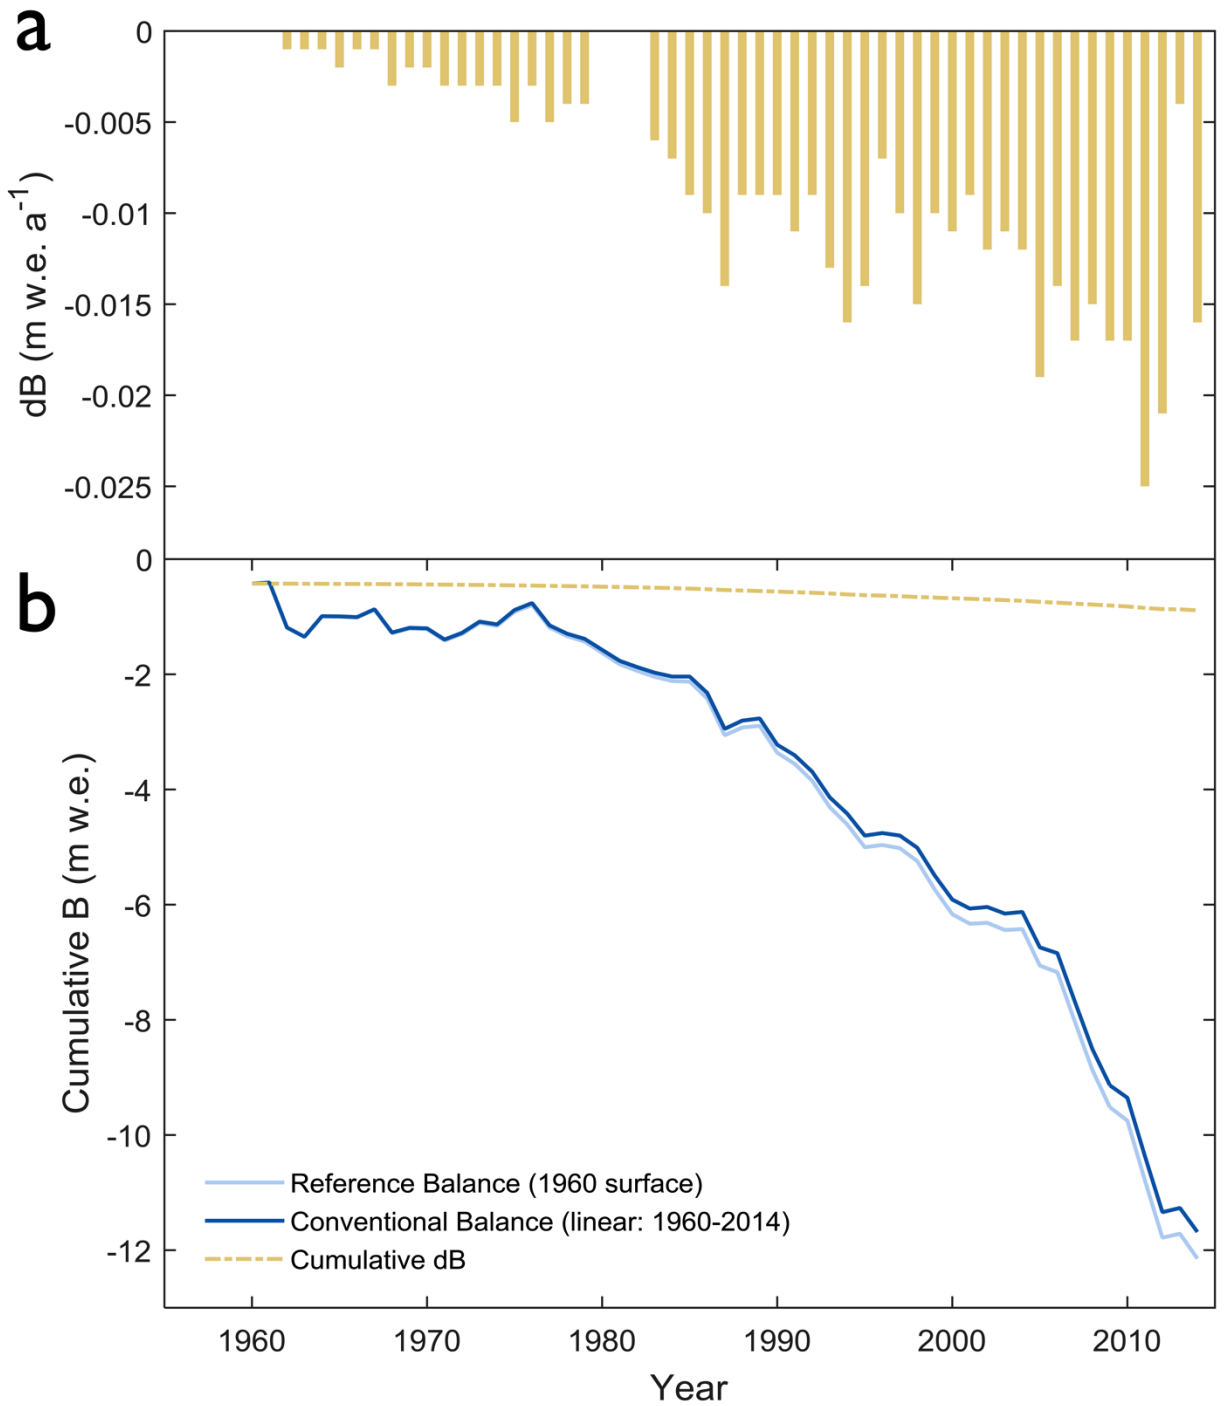 a
0
-0.005
-0.01
-0.015
-0.02
-0.025
dB (m w.e. a⁻¹)
b
0
-2
-4
-6
-8
-10
-12
Cumulative B (m w.e.)
Reference Balance (1960 surface)
Conventional Balance (linear: 1960-2014)
Cumulative dB
1960 1970 1980 1990 2000 2010
Year